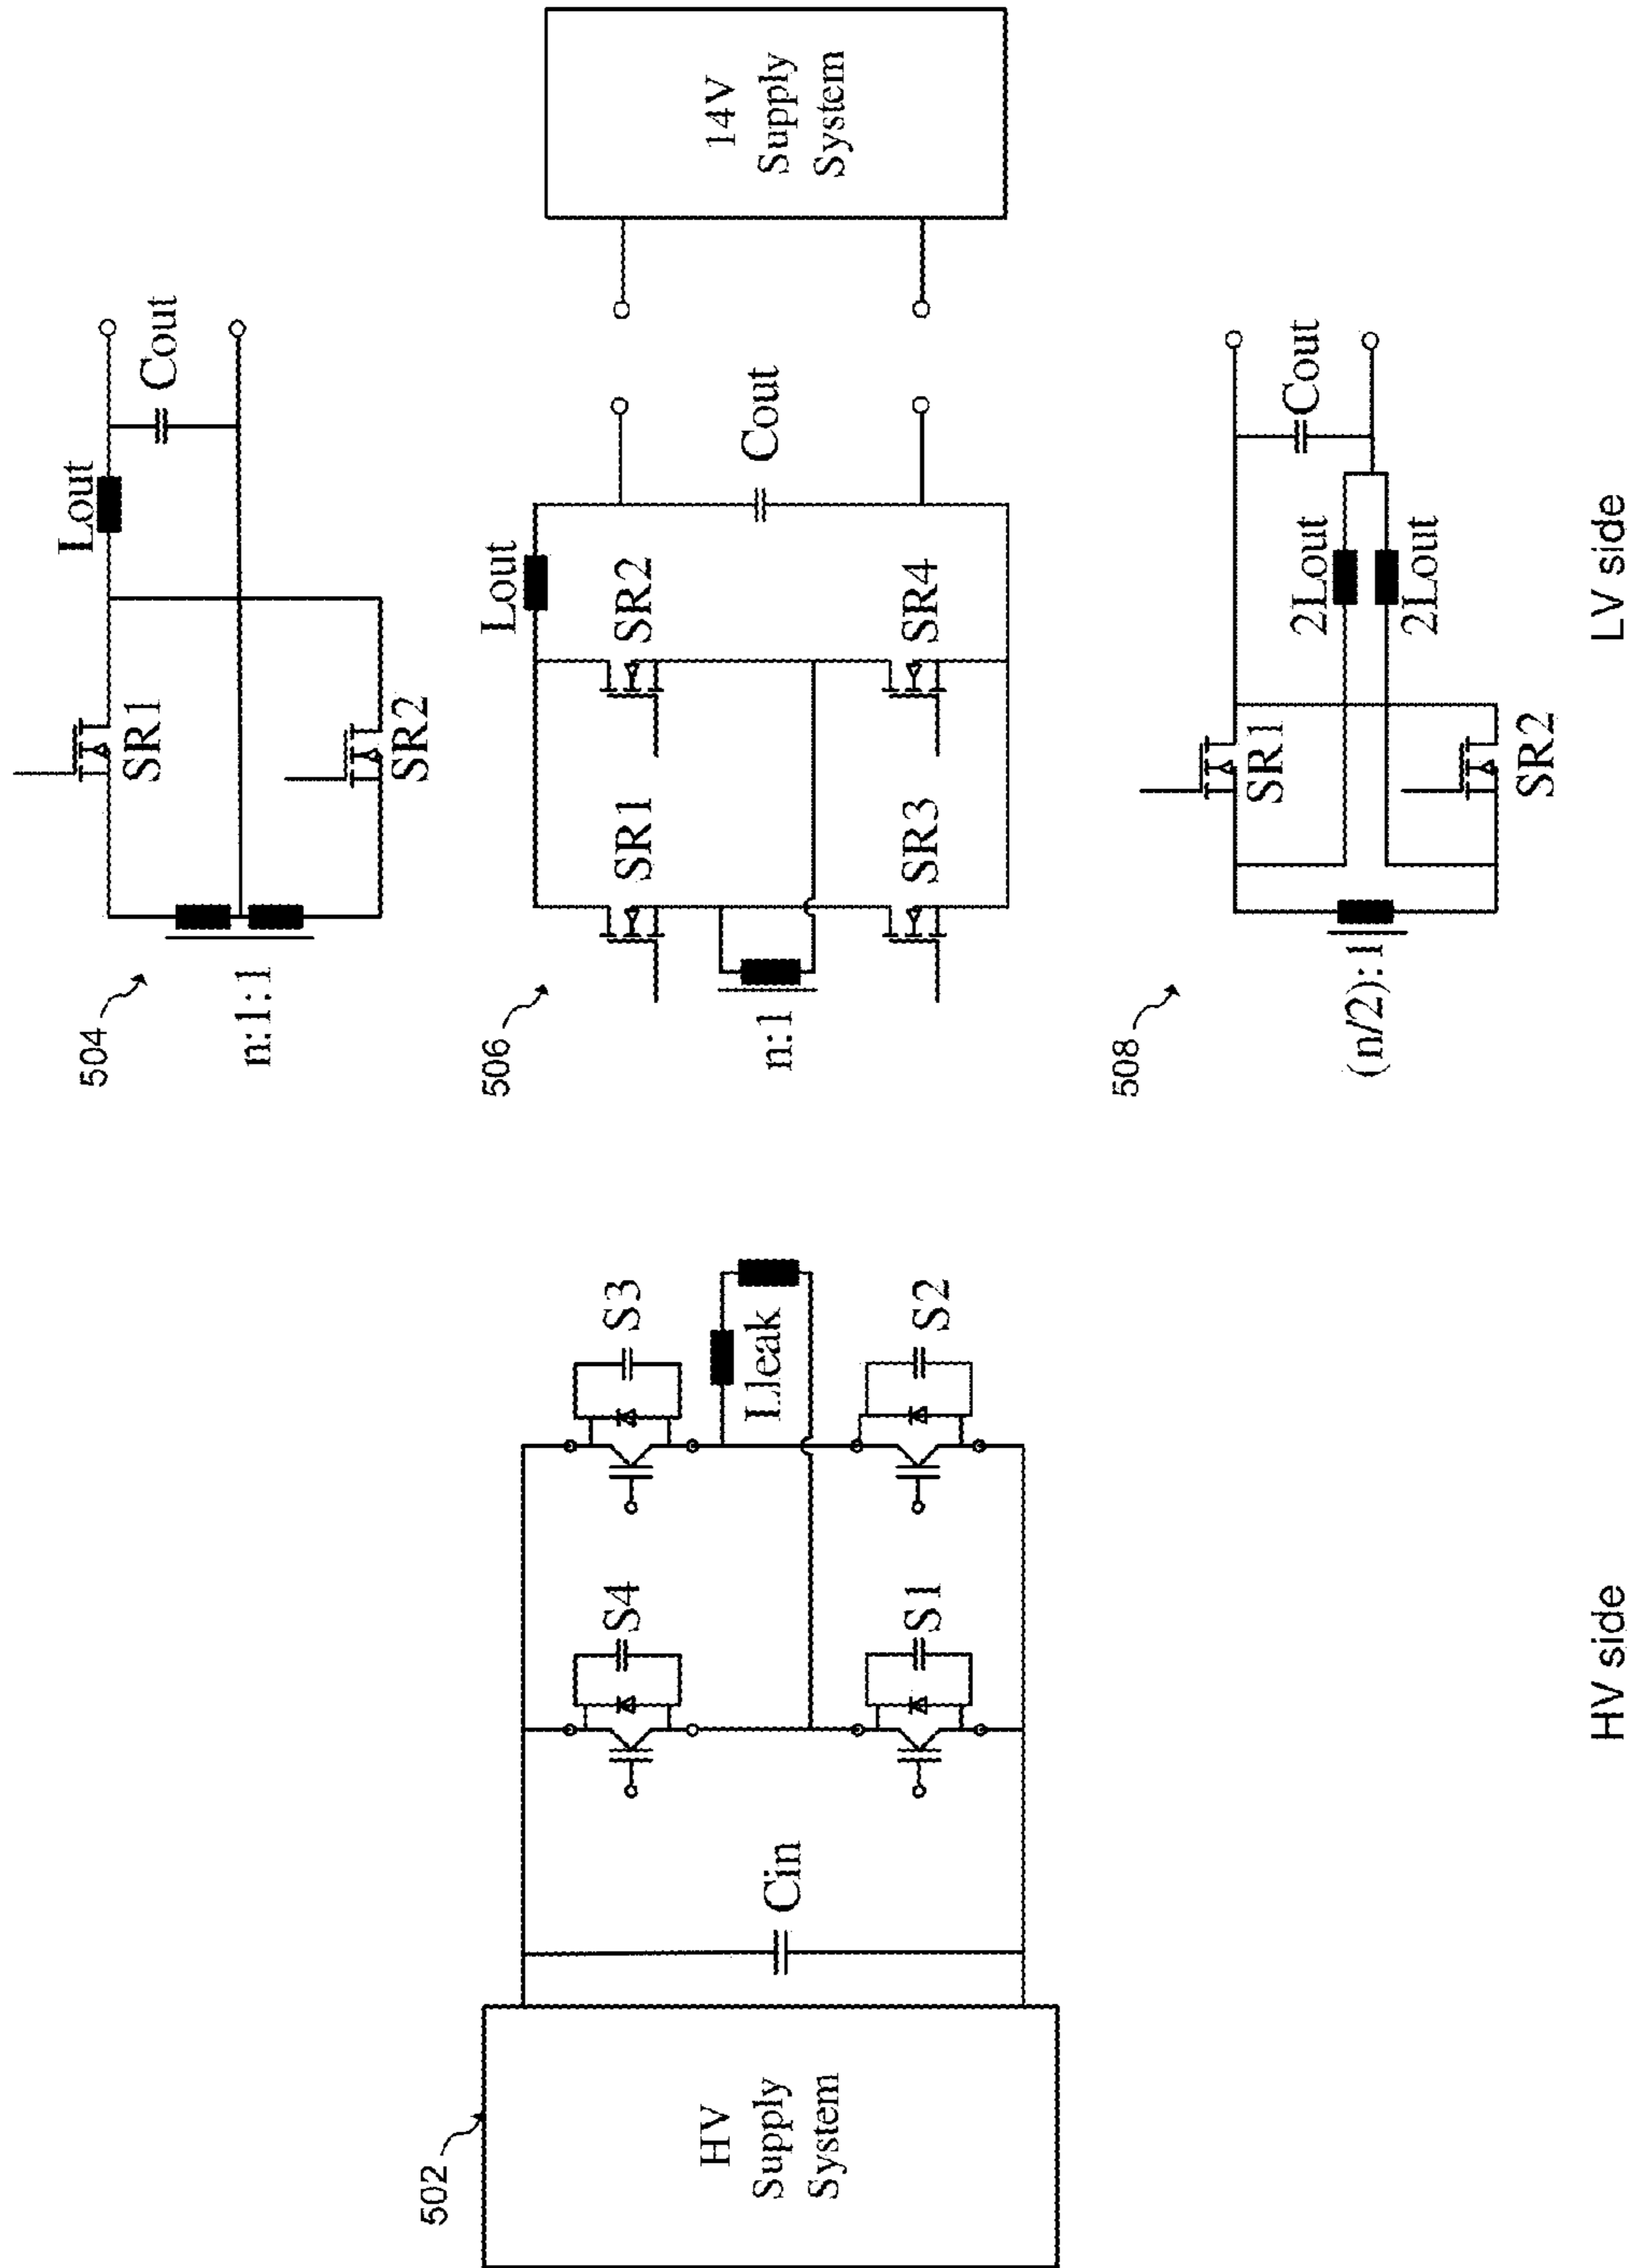 502
HV
Supply
System
Cin
S4
S1
S3
S2
Lleak
HV side
504
n:1:1
SR1
SR2
Lout
Cout
506
n:1
SR1
SR3
SR2
SR4
Lout
Cout
14V
Supply
System
508
(n/2):1
SR1
SR2
2Lout
2Lout
Cout
LV side